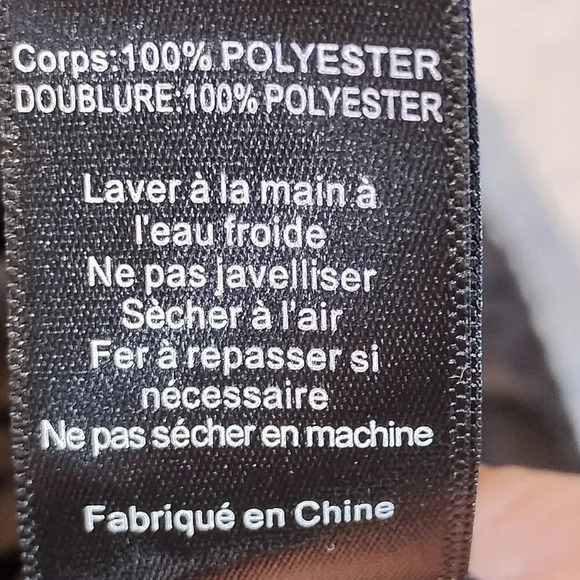 Corps:100% POLYESTER
DOUBLURE:100% POLYESTER
Laver à la main à
l'eau froide
Ne pas javelliser
Sècher à l'air
Fer à repasser si
nécessaire
Ne pas sécher en machine
Fabriqué en Chine